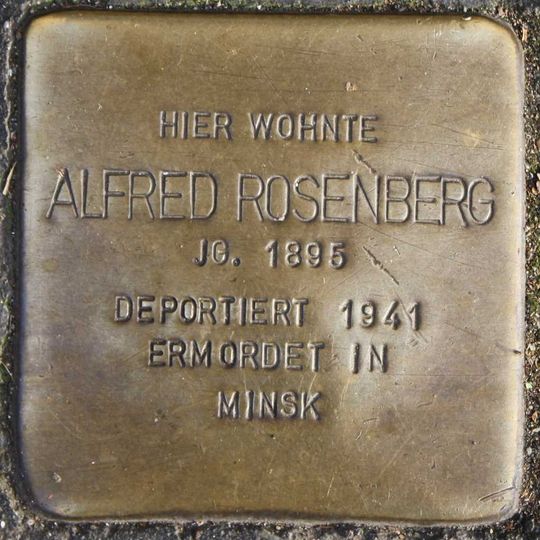 HIER WOHNTE
ALFRED ROSENBERG
JG. 1895
DEPORTIERT 1941
ERMORDET IN
MINSK